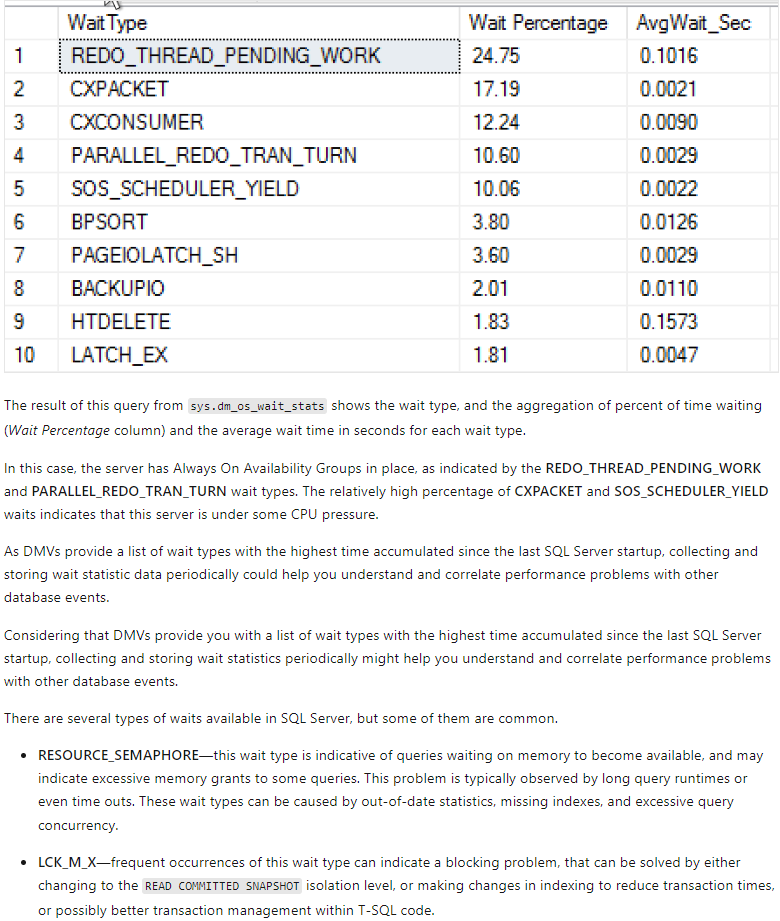 WaitType Wait Percentage AvgWait_Sec
1 REDO_THREAD_PENDING_WORK 24.75 0.1016
2 CXPACKET 17.19 0.0021
3 CXCONSUMER 12.24 0.0090
4 PARALLEL_REDO_TRAN_TURN 10.60 0.0029
5 SOS_SCHEDULER_YIELD 10.06 0.0022
6 BPSORT 3.80 0.0126
7 PAGEIOLATCH_SH 3.60 0.0029
8 BACKUPIO 2.01 0.0110
9 HTDELETE 1.83 0.1573
10 LATCH_EX 1.81 0.0047
The result of this query from sys.dm_os_wait_stats shows the wait type, and the aggregation of percent of time waiting
(Wait Percentage column) and the average wait time in seconds for each wait type.
In this case, the server has Always On Availability Groups in place, as indicated by the REDO_THREAD_PENDING_WORK
and PARALLEL_REDO_TRAN_TURN wait types. The relatively high percentage of CXPACKET and SOS_SCHEDULER_YIELD
waits indicates that this server is under some CPU pressure.
As DMVs provide a list of wait types with the highest time accumulated since the last SQL Server startup, collecting and
storing wait statistic data periodically could help you understand and correlate performance problems with other
database events.
Considering that DMVs provide you with a list of wait types with the highest time accumulated since the last SQL Server
startup, collecting and storing wait statistics periodically might help you understand and correlate performance problems
with other database events.
There are several types of waits available in SQL Server, but some of them are common.
• RESOURCE_SEMAPHORE—this wait type is indicative of queries waiting on memory to become available, and may
indicate excessive memory grants to some queries. This problem is typically observed by long query runtimes or
even time outs. These wait types can be caused by out-of-date statistics, missing indexes, and excessive query
concurrency.
• LCK_M_X—frequent occurrences of this wait type can indicate a blocking problem, that can be solved by either
changing to the READ COMMITTED SNAPSHOT isolation level, or making changes in indexing to reduce transaction times,
or possibly better transaction management within T-SQL code.